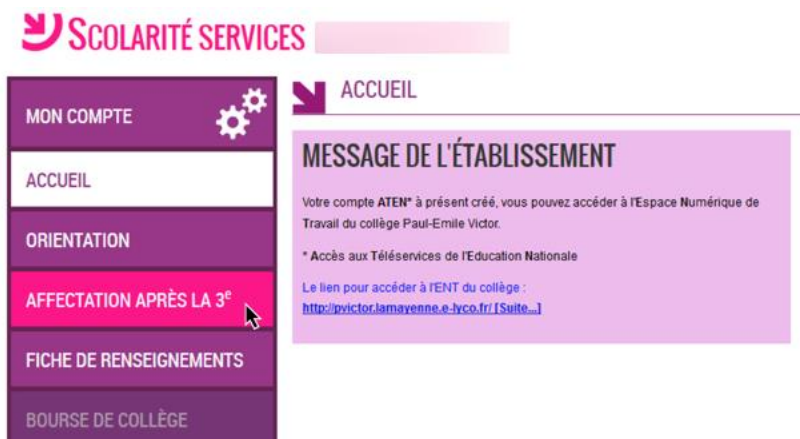 SCOLARITÉ SERVICES
MON COMPTE
ACCUEIL
ORIENTATION
AFFECTATION APRÈS LA 3e
FICHE DE RENSEIGNEMENTS
BOURSE DE COLLÈGE
ACCUEIL
MESSAGE DE L'ÉTABLISSEMENT
Votre compte ATEN* à présent créé, vous pouvez accéder à l'Espace Numérique de
Travail du collège Paul-Emile Victor.
* Accès aux Téléservices de l'Education Nationale
Le lien pour accéder à l'ENT du collège :
http://pvictor.lamayenne.e-lyco.fr/ [Suite...]